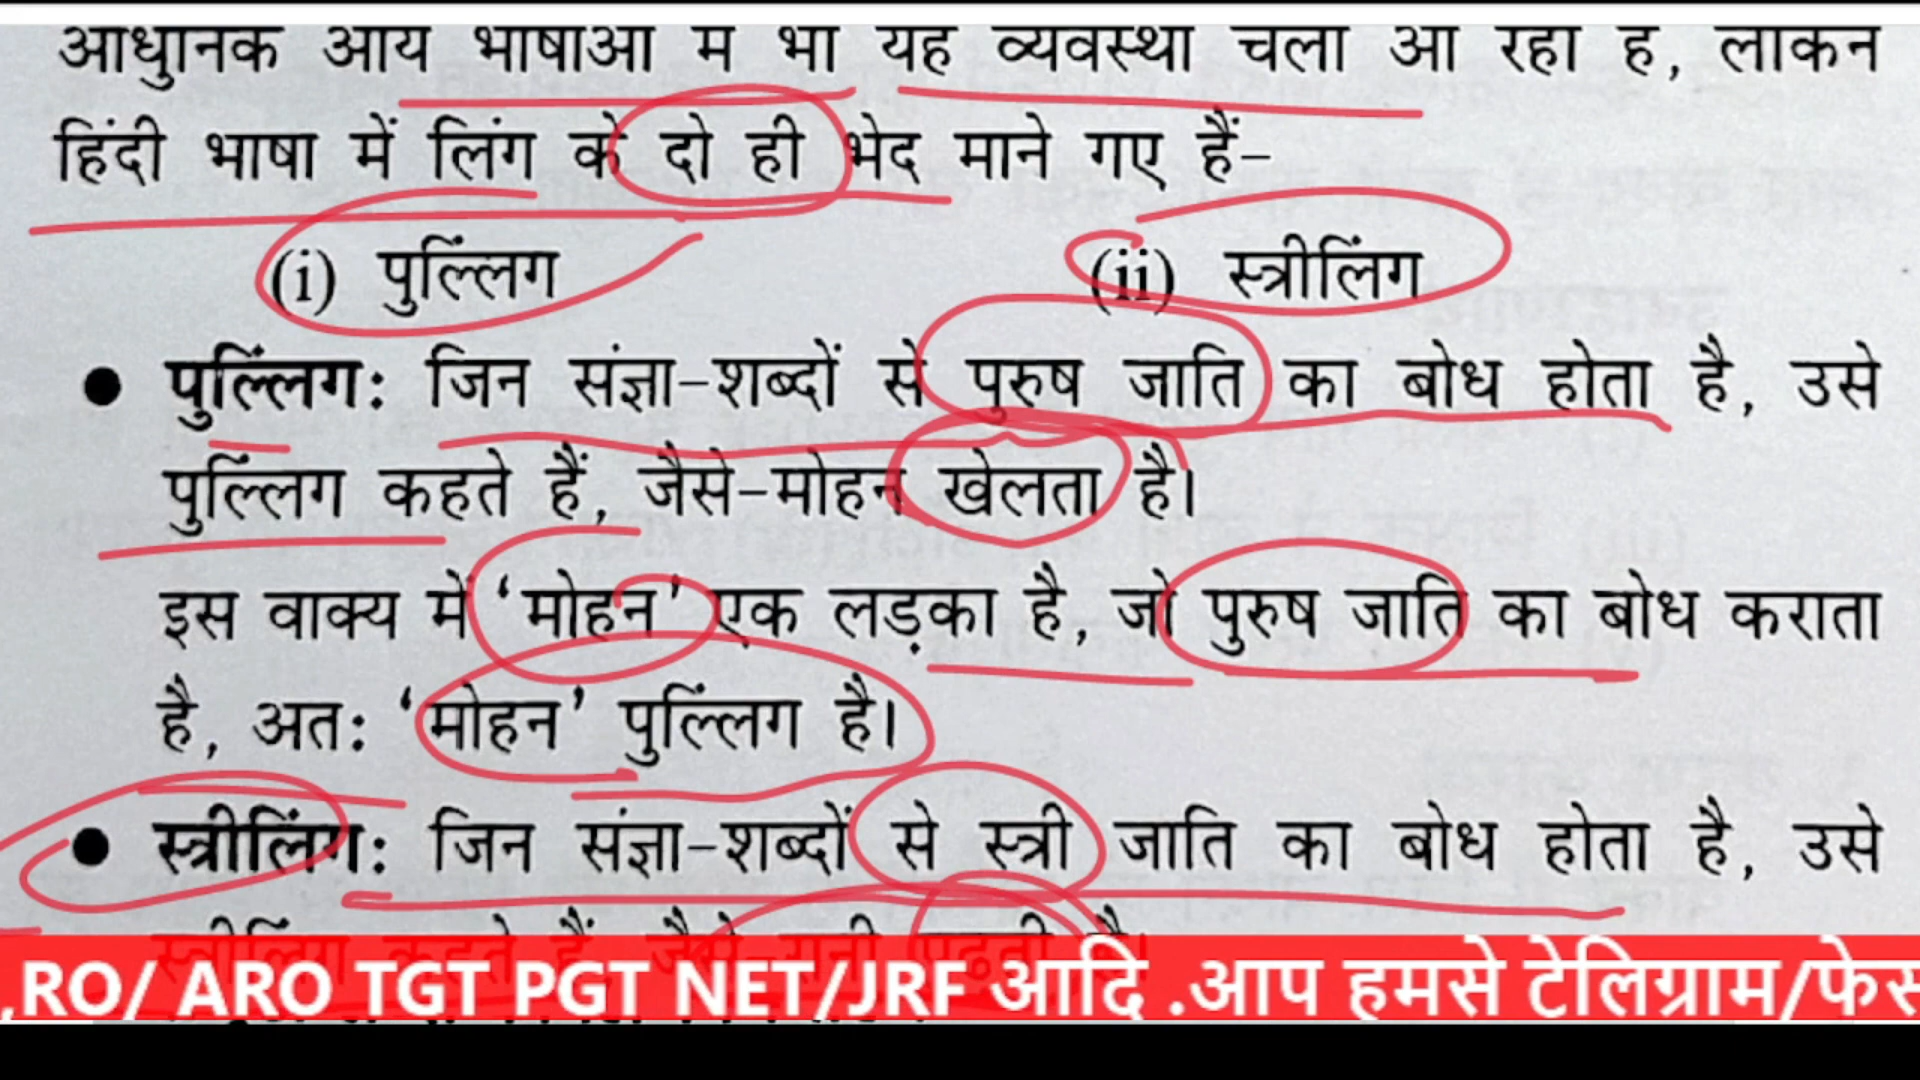 आधुनिक आर्य भाषाओं में भी यह व्यवस्था चली आ रही है, लेकिन
हिंदी भाषा में लिंग के दो ही भेद माने गए हैं–
(i) पुल्लिंग (ii) स्त्रीलिंग
● पुल्लिंगः जिन संज्ञा-शब्दों से पुरुष जाति का बोध होता है, उसे
पुल्लिंग कहते हैं, जैसे-मोहन खेलता है।
इस वाक्य में ‘मोहन’ एक लड़का है, जो पुरुष जाति का बोध कराता
है, अतः ‘मोहन’ पुल्लिंग है।
● स्त्रीलिंगः जिन संज्ञा-शब्दों से स्त्री जाति का बोध होता है, उसे
स्त्रीलिंग कहते हैं, जैसे-
,RO/ ARO TGT PGT NET/JRF आदि .आप हमसे टेलिग्राम/फेस